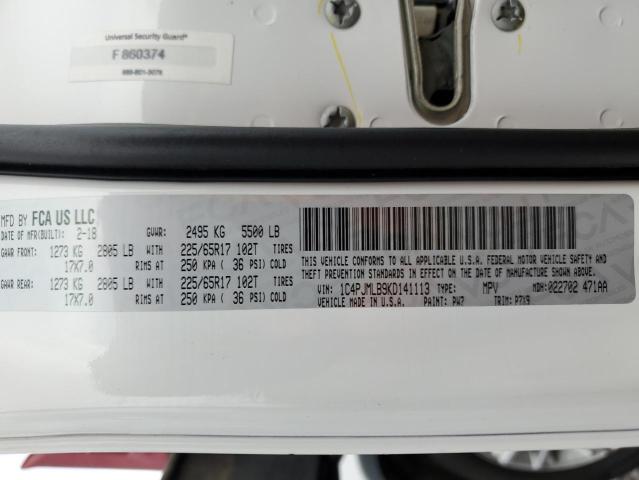 Universal Security Guard®
F 860374
MFD BY FCA US LLC
DATE OF MFR(BUILT): 2-18 GVWR: 2495 KG 5500 LB
GAWR FRONT: 1273 KG 2805 LB WITH 225/65R17 102T TIRES
17X7.0 RIMS AT 250 KPA ( 36 PSI) COLD
GAWR REAR: 1273 KG 2805 LB WITH 225/65R17 102T TIRES
17X7.0 RIMS AT 250 KPA ( 36 PSI) COLD
THIS VEHICLE CONFORMS TO ALL APPLICABLE U.S.A. FEDERAL MOTOR VEHICLE SAFETY AND
THEFT PREVENTION STANDARDS IN EFFECT ON THE DATE OF MANUFACTURE SHOWN ABOVE.
VIN: 1C4PJMLB9KD141113 TYPE: MPV MDH:022702 471AA
VEHICLE MADE IN U.S.A. PAINT: PW7 TRIM: P7X9